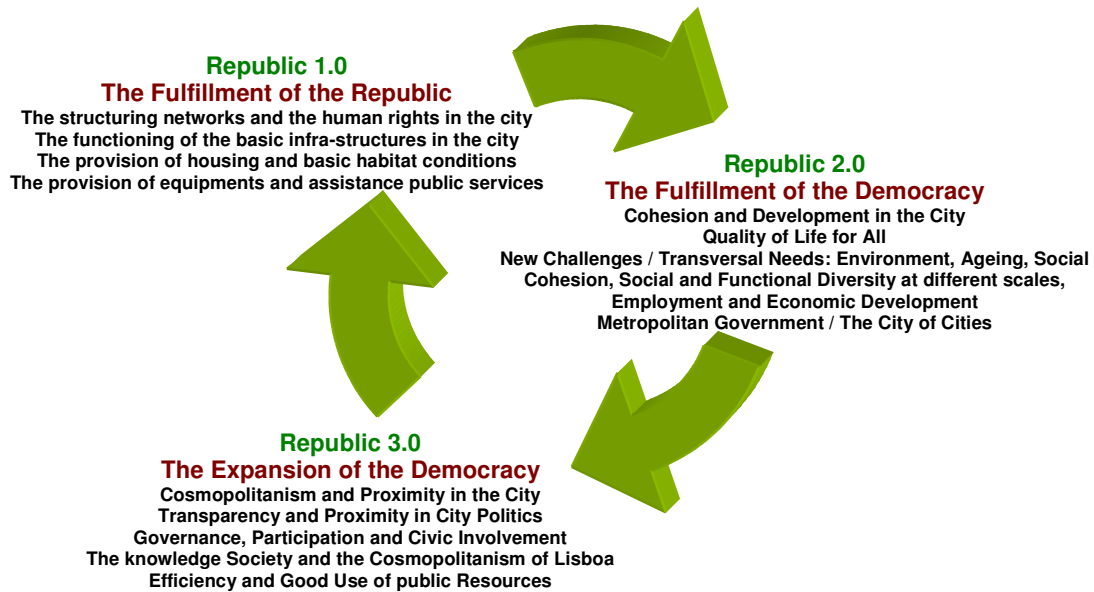 Republic 1.0
The Fulfillment of the Republic
The structuring networks and the human rights in the city
The functioning of the basic infra-structures in the city
The provision of housing and basic habitat conditions
The provision of equipments and assistance public services
Republic 2.0
The Fulfillment of the Democracy
Cohesion and Development in the City
Quality of Life for All
New Challenges / Transversal Needs: Environment, Ageing, Social
Cohesion, Social and Functional Diversity at different scales,
Employment and Economic Development
Metropolitan Government / The City of Cities
Republic 3.0
The Expansion of the Democracy
Cosmopolitanism and Proximity in the City
Transparency and Proximity in City Politics
Governance, Participation and Civic Involvement
The knowledge Society and the Cosmopolitanism of Lisboa
Efficiency and Good Use of public Resources